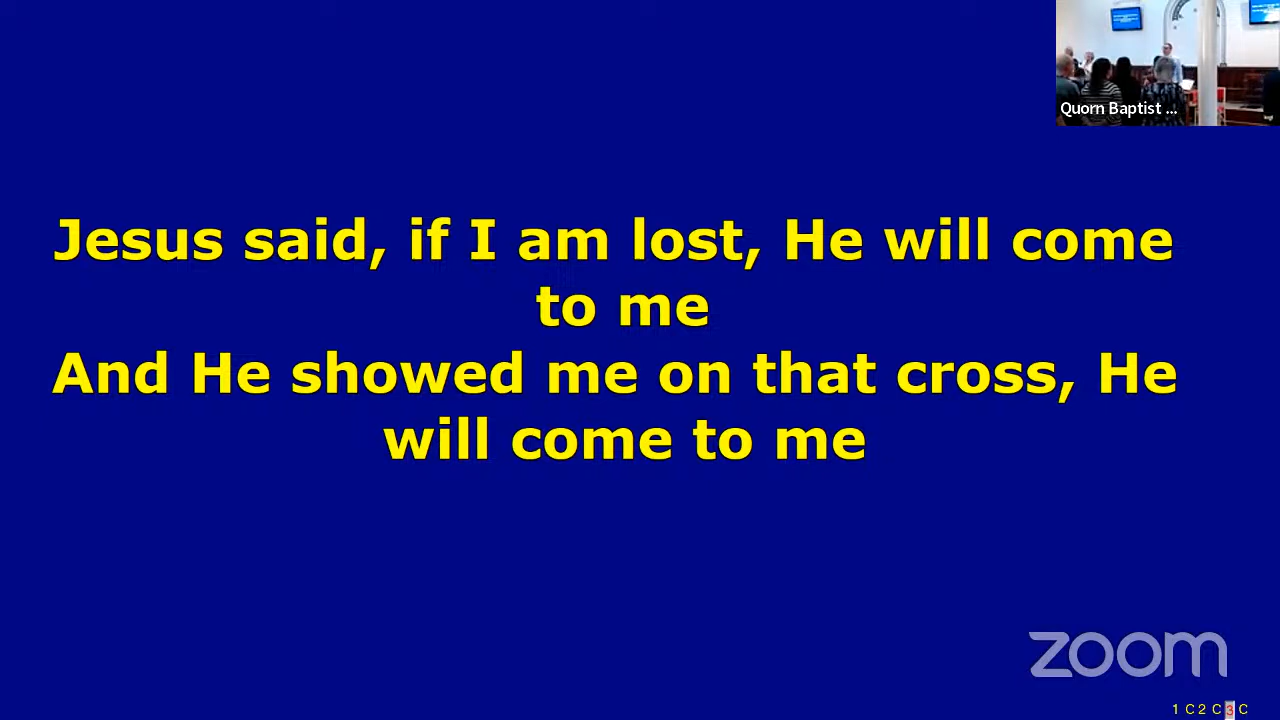 Quorn Baptist ...
Jesus said, if I am lost, He will come
to me
And He showed me on that cross, He
will come to me
zoom
1 C 2 C 3 C